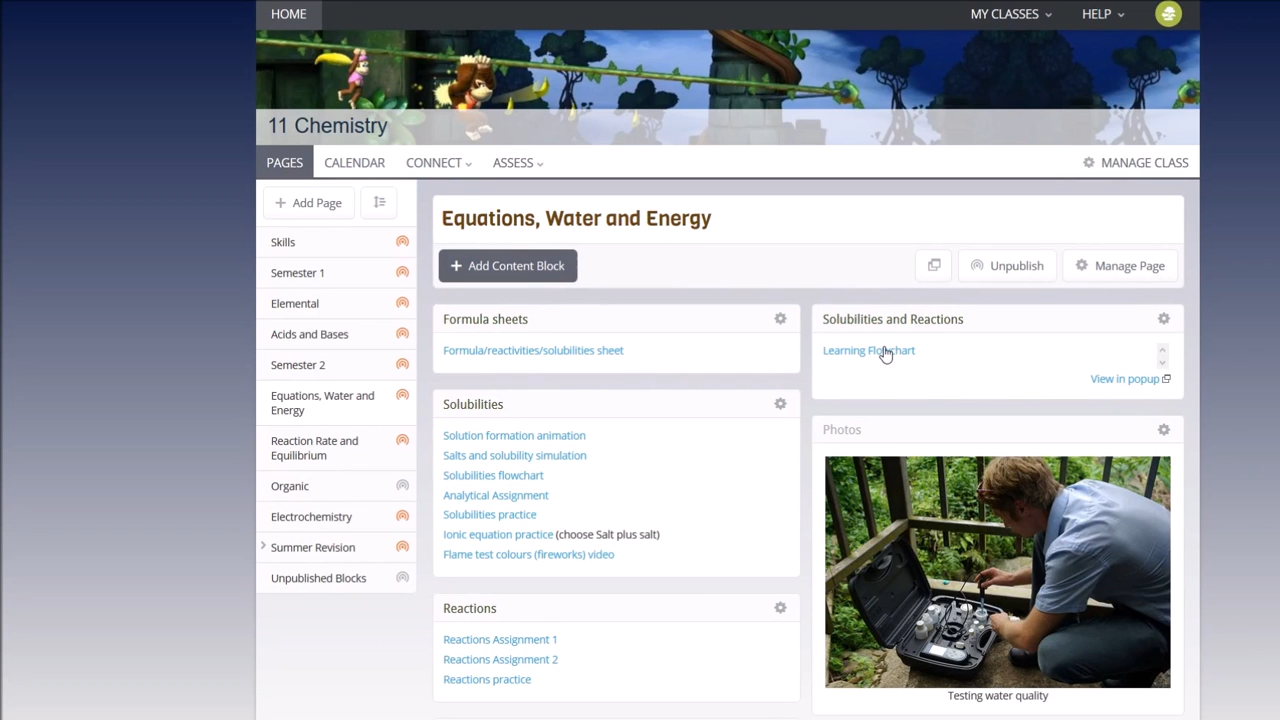 HOME
MY CLASSES
HELP
11 Chemistry
PAGES
CALENDAR
CONNECT
ASSESS
MANAGE CLASS
+ Add Page
Skills
Semester 1
Elemental
Acids and Bases
Semester 2
Equations, Water and
Energy
Reaction Rate and
Equilibrium
Organic
Electrochemistry
Summer Revision
Unpublished Blocks
Equations, Water and Energy
+ Add Content Block
Unpublish
Manage Page
Formula sheets
Formula/reactivities/solubilities sheet
Solubilities
Solution formation animation
Salts and solubility simulation
Solubilities flowchart
Analytical Assignment
Solubilities practice
Ionic equation practice (choose Salt plus salt)
Flame test colours (fireworks) video
Reactions
Reactions Assignment 1
Reactions Assignment 2
Reactions practice
Solubilities and Reactions
Learning Flowchart
View in popup
Photos
Testing water quality